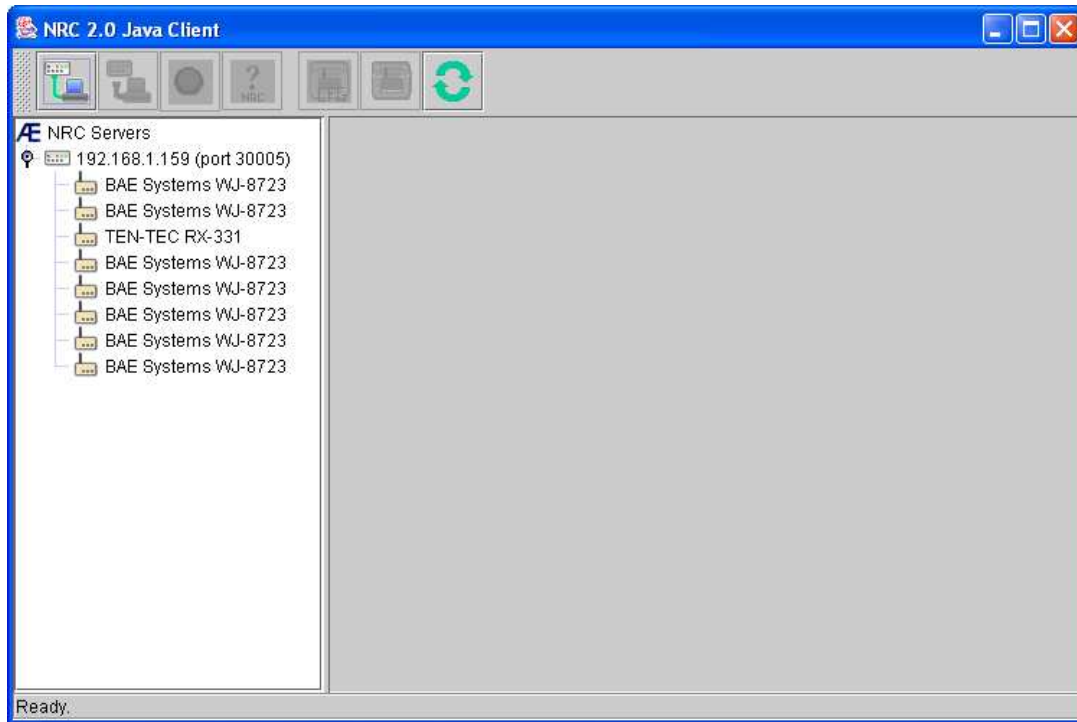 NRC 2.0 Java Client
?
NRC
Æ NRC Servers
192.168.1.159 (port 30005)
BAE Systems WJ-8723
BAE Systems WJ-8723
TEN-TEC RX-331
BAE Systems WJ-8723
BAE Systems WJ-8723
BAE Systems WJ-8723
BAE Systems WJ-8723
BAE Systems WJ-8723
Ready.